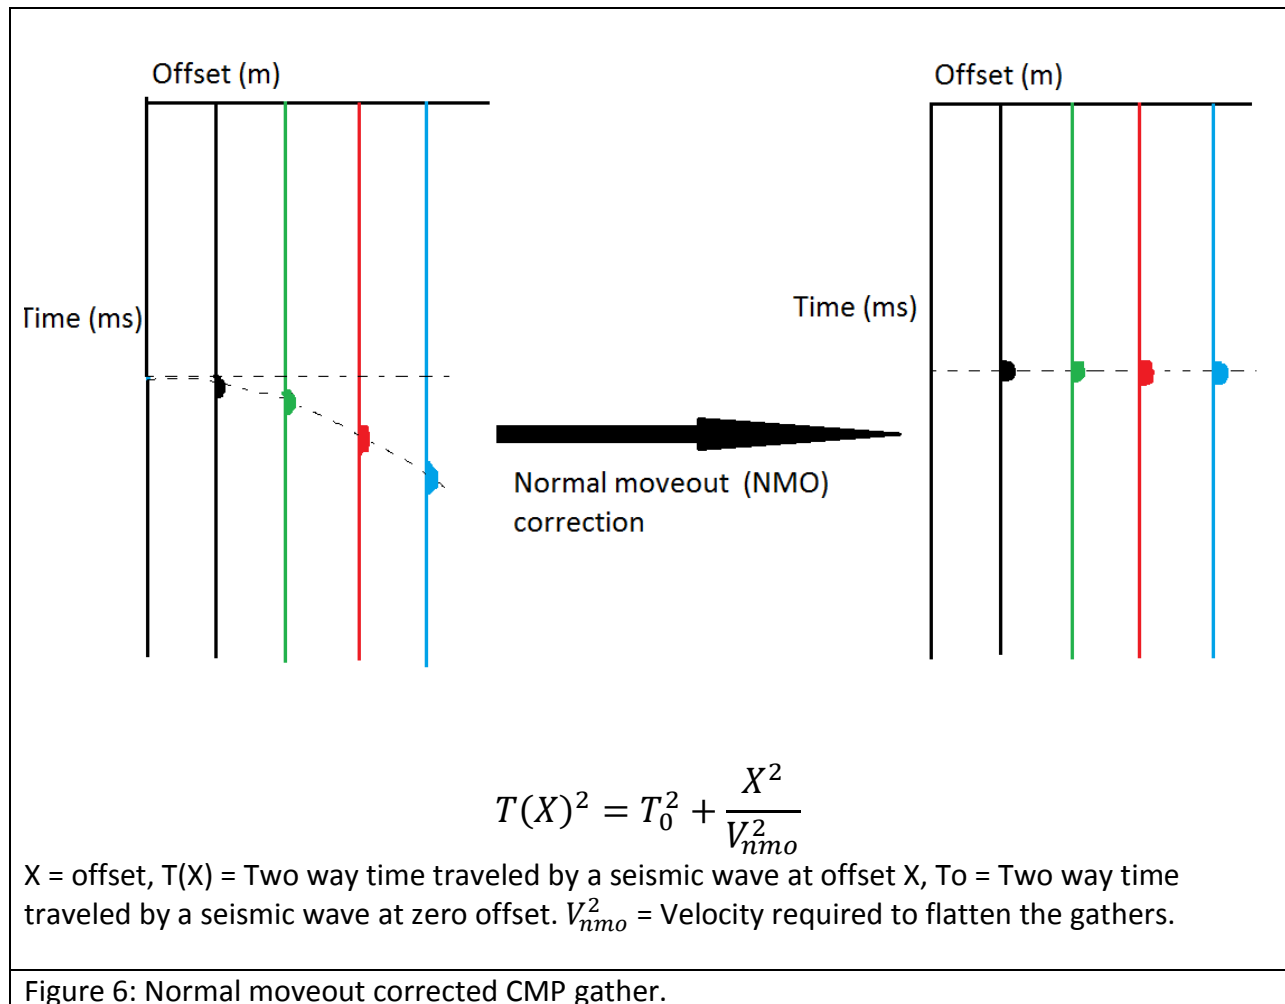 Offset (m)
Offset (m)
Time (ms)
Time (ms)
Normal moveout (NMO)
correction
T(X)² = T₀² + X²/V²ₙₘₒ
X = offset, T(X) = Two way time traveled by a seismic wave at offset X, To = Two way time
traveled by a seismic wave at zero offset. V²ₙₘₒ = Velocity required to flatten the gathers.
Figure 6: Normal moveout corrected CMP gather.